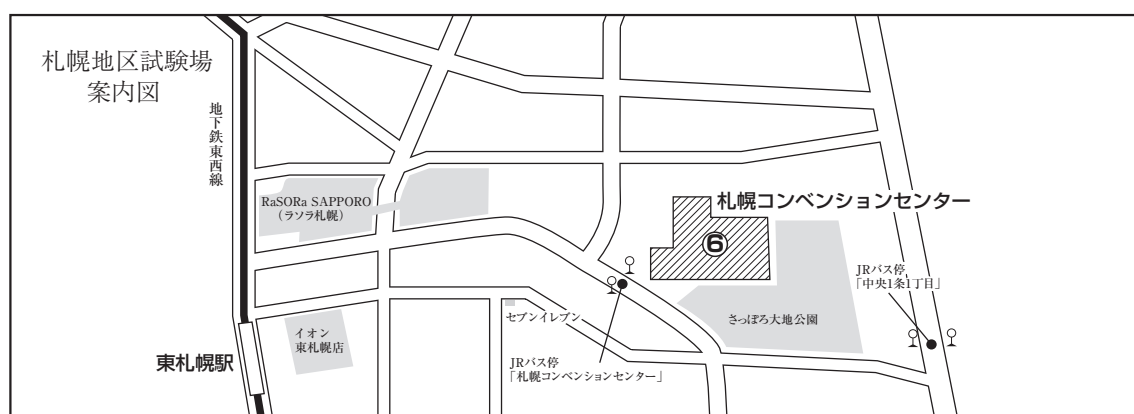 札幌地区試験場
案内図
地下鉄東西線
RaSORa SAPPORO
（ラソラ札幌）
札幌コンベンションセンター
⑥
JRバス停
「中央1条1丁目」
さっぽろ大地公園
セブンイレブン
イオン
東札幌店
東札幌駅
JRバス停
「札幌コンベンションセンター」